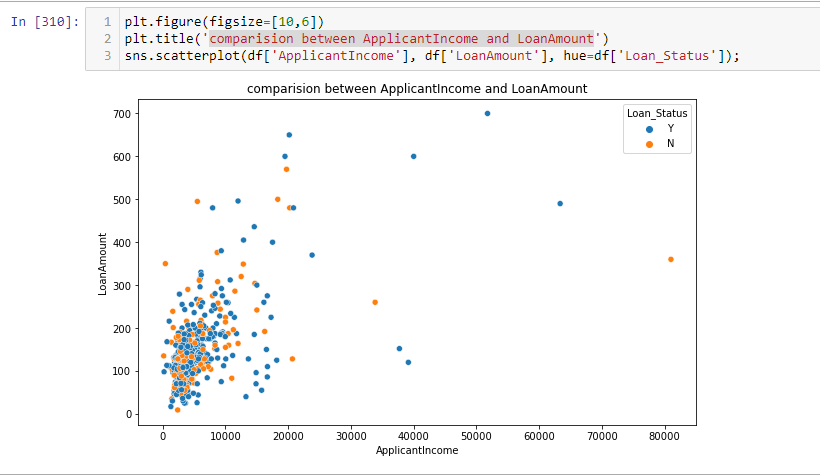 In [310]:
1 plt.figure(figsize=[10,6])
2 plt.title('comparision between ApplicantIncome and LoanAmount')
3 sns.scatterplot(df['ApplicantIncome'], df['LoanAmount'], hue=df['Loan_Status']);
comparision between ApplicantIncome and LoanAmount
Loan_Status
Y
N
700
600
500
400
300
200
100
0
LoanAmount
0 10000 20000 30000 40000 50000 60000 70000 80000
ApplicantIncome